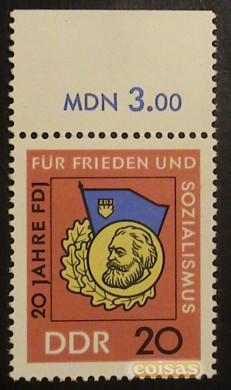 MDN 3.00
FÜR FRIEDEN UND
SOZIALISMUS
20 JAHRE FDJ
FDJ
DDR 20
coisas